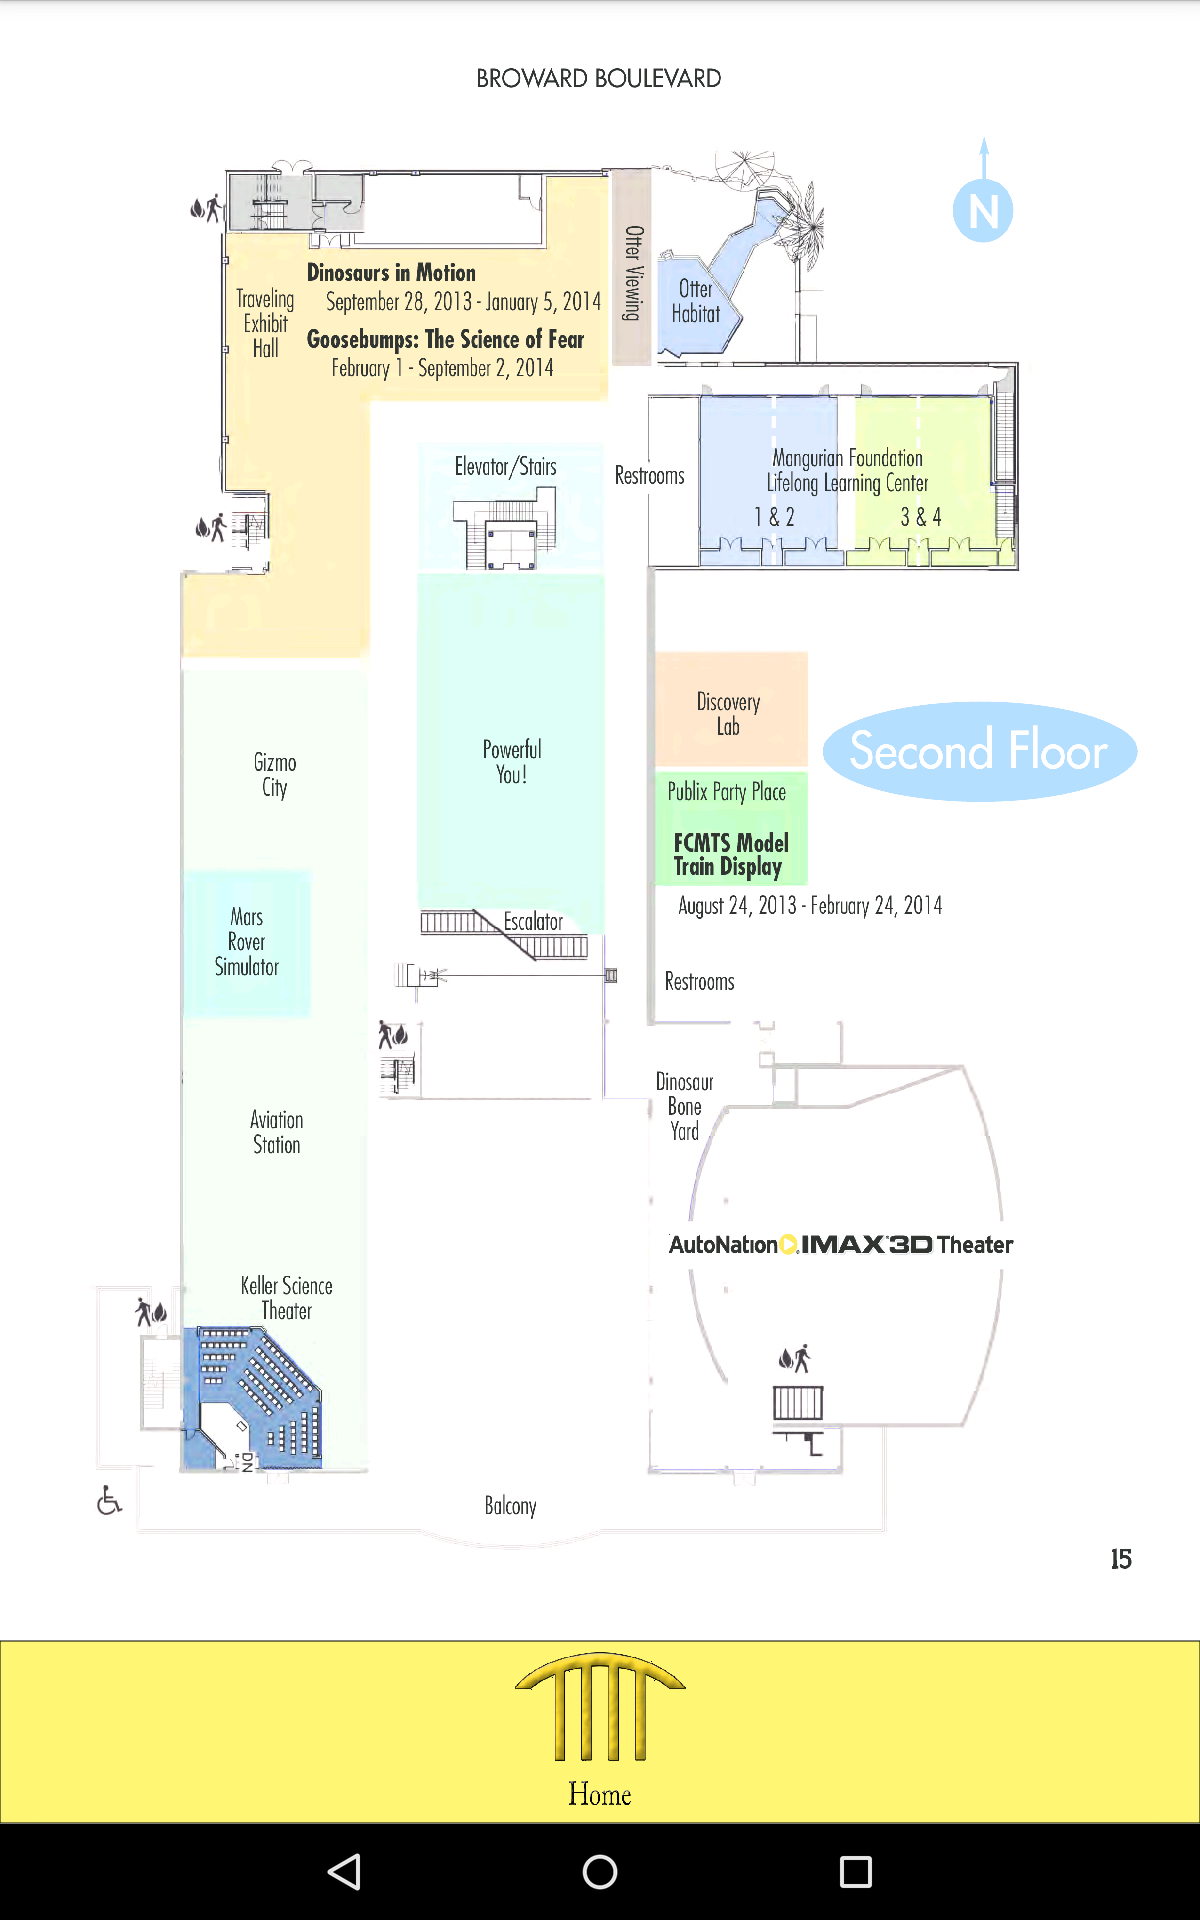 BROWARD BOULEVARD
N
Dinosaurs in Motion
September 28, 2013 - January 5, 2014
Goosebumps: The Science of Fear
February 1 - September 2, 2014
Traveling
Exhibit
Hall
Otter Viewing
Otter
Habitat
Elevator/Stairs
Restrooms
Mangurian Foundation
Lifelong Learning Center
1 & 2
3 & 4
Discovery
Lab
Second Floor
Gizmo
City
Powerful
You!
Publix Party Place
FCMTS Model
Train Display
August 24, 2013 - February 24, 2014
Mars
Rover
Simulator
Escalator
Restrooms
Dinosaur
Bone
Yard
Aviation
Station
AutoNation IMAX 3D Theater
Keller Science
Theater
DN
Balcony
15
Home